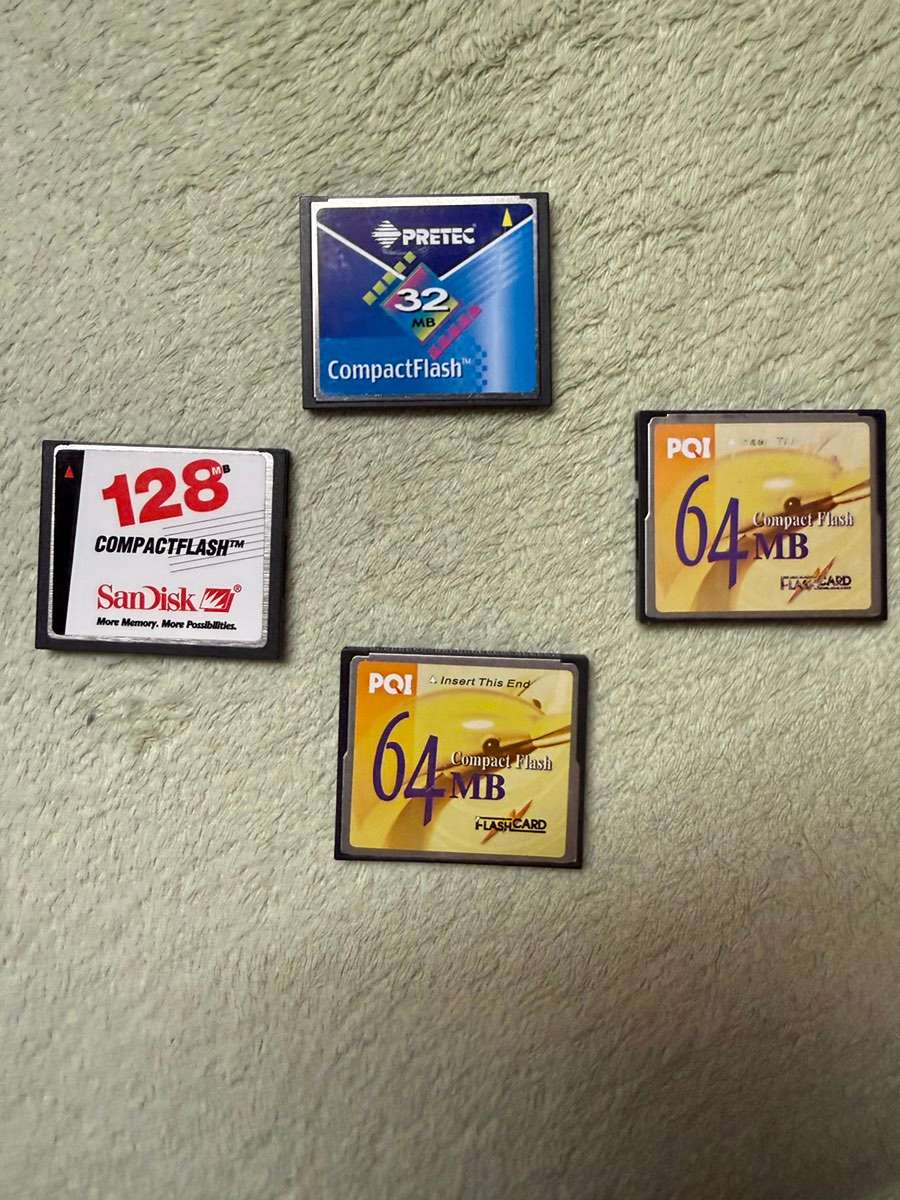 PRETEC
32
MB
CompactFlash™
128MB
COMPACTFLASH™
SanDisk®
More Memory. More Possibilities.
PQI
64
Compact Flash
MB
FLASHCARD
PQI
Insert This End
64
Compact Flash
MB
FLASHCARD